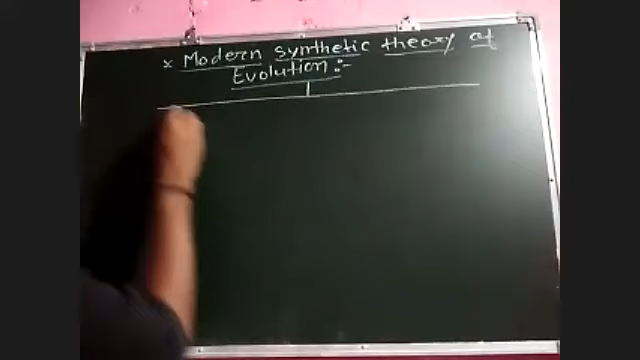 × Modern synthetic theory of
Evolution :-